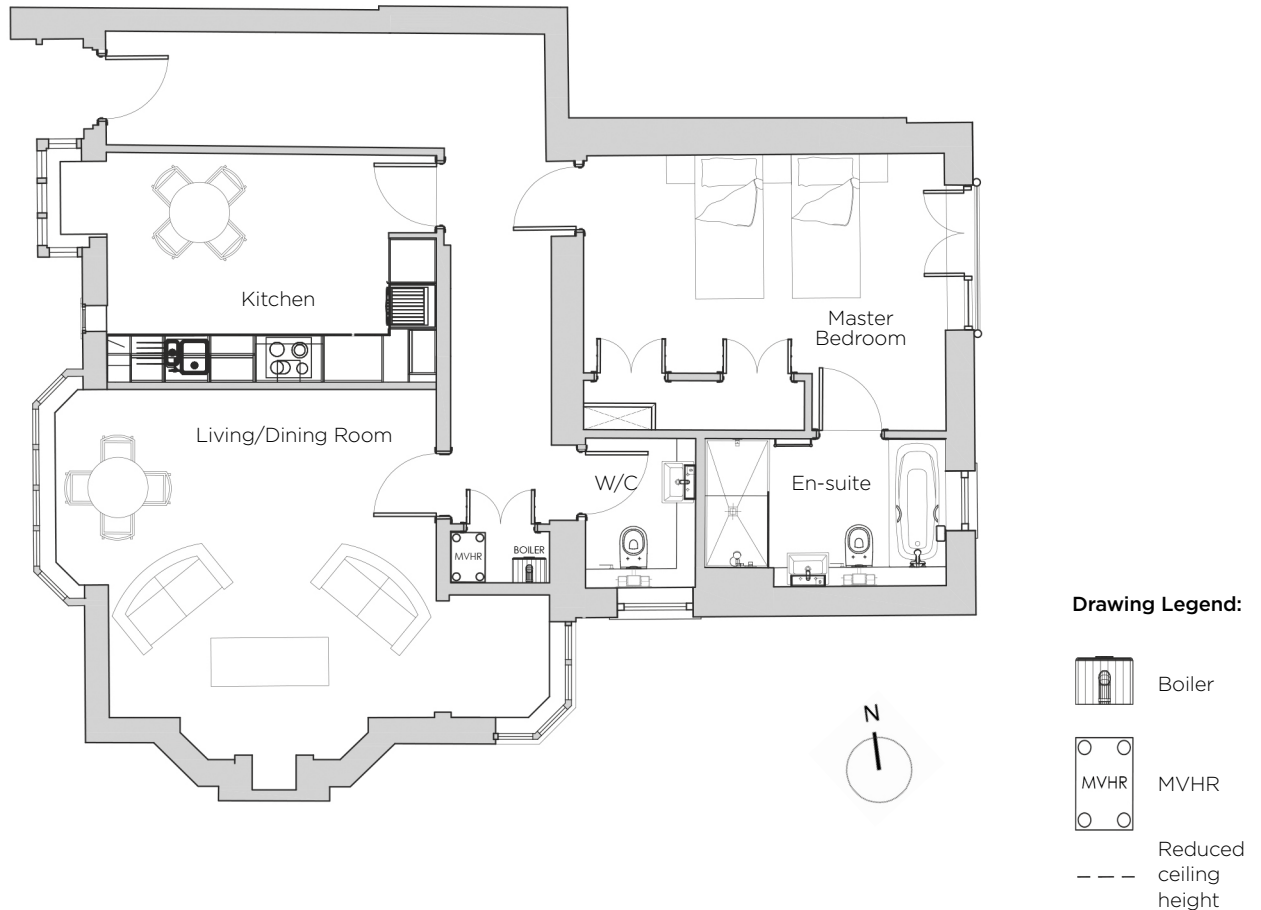 Kitchen
Master
Bedroom
Living/Dining Room
W/C
En-suite
MVHR
BOILER
N
Drawing Legend:
Boiler
MVHR
MVHR
Reduced
ceiling
height